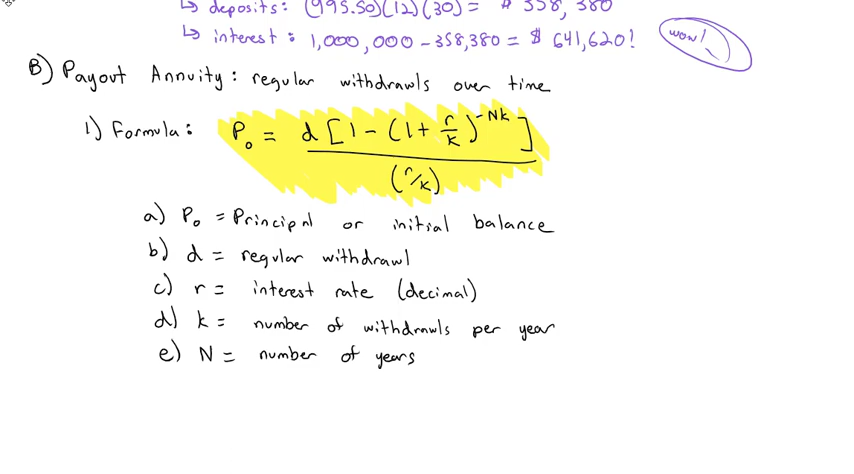 ↳ deposits: (995.50)(12)(30) = $ 358,380
↳ interest: 1,000,000 - 358,380 = $ 641,620!
wow!
B) Payout Annuity: regular withdrawls over time
1) Formula: P₀ = d[1 - (1 + r/k)^-Nk] / (r/k)
a) P₀ = Principal or initial balance
b) d = regular withdrawl
c) r = interest rate (decimal)
d) k = number of withdrawls per year
e) N = number of years